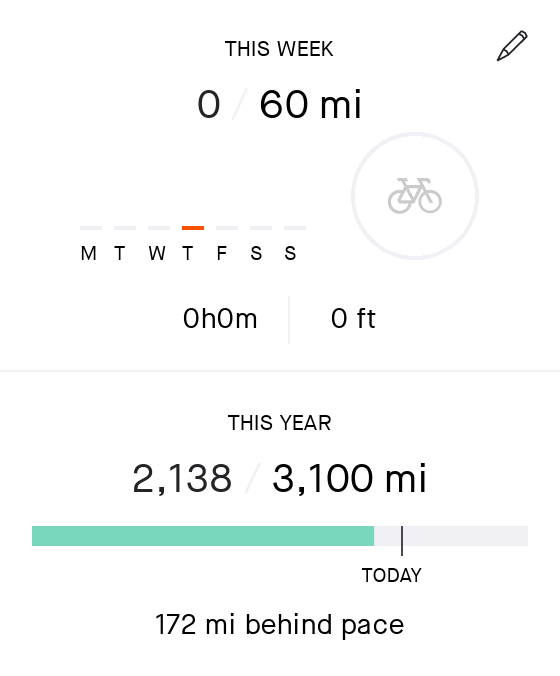 THIS WEEK
0 / 60 mi
M T W T F S S
0h0m 0 ft
THIS YEAR
2,138 / 3,100 mi
TODAY
172 mi behind pace